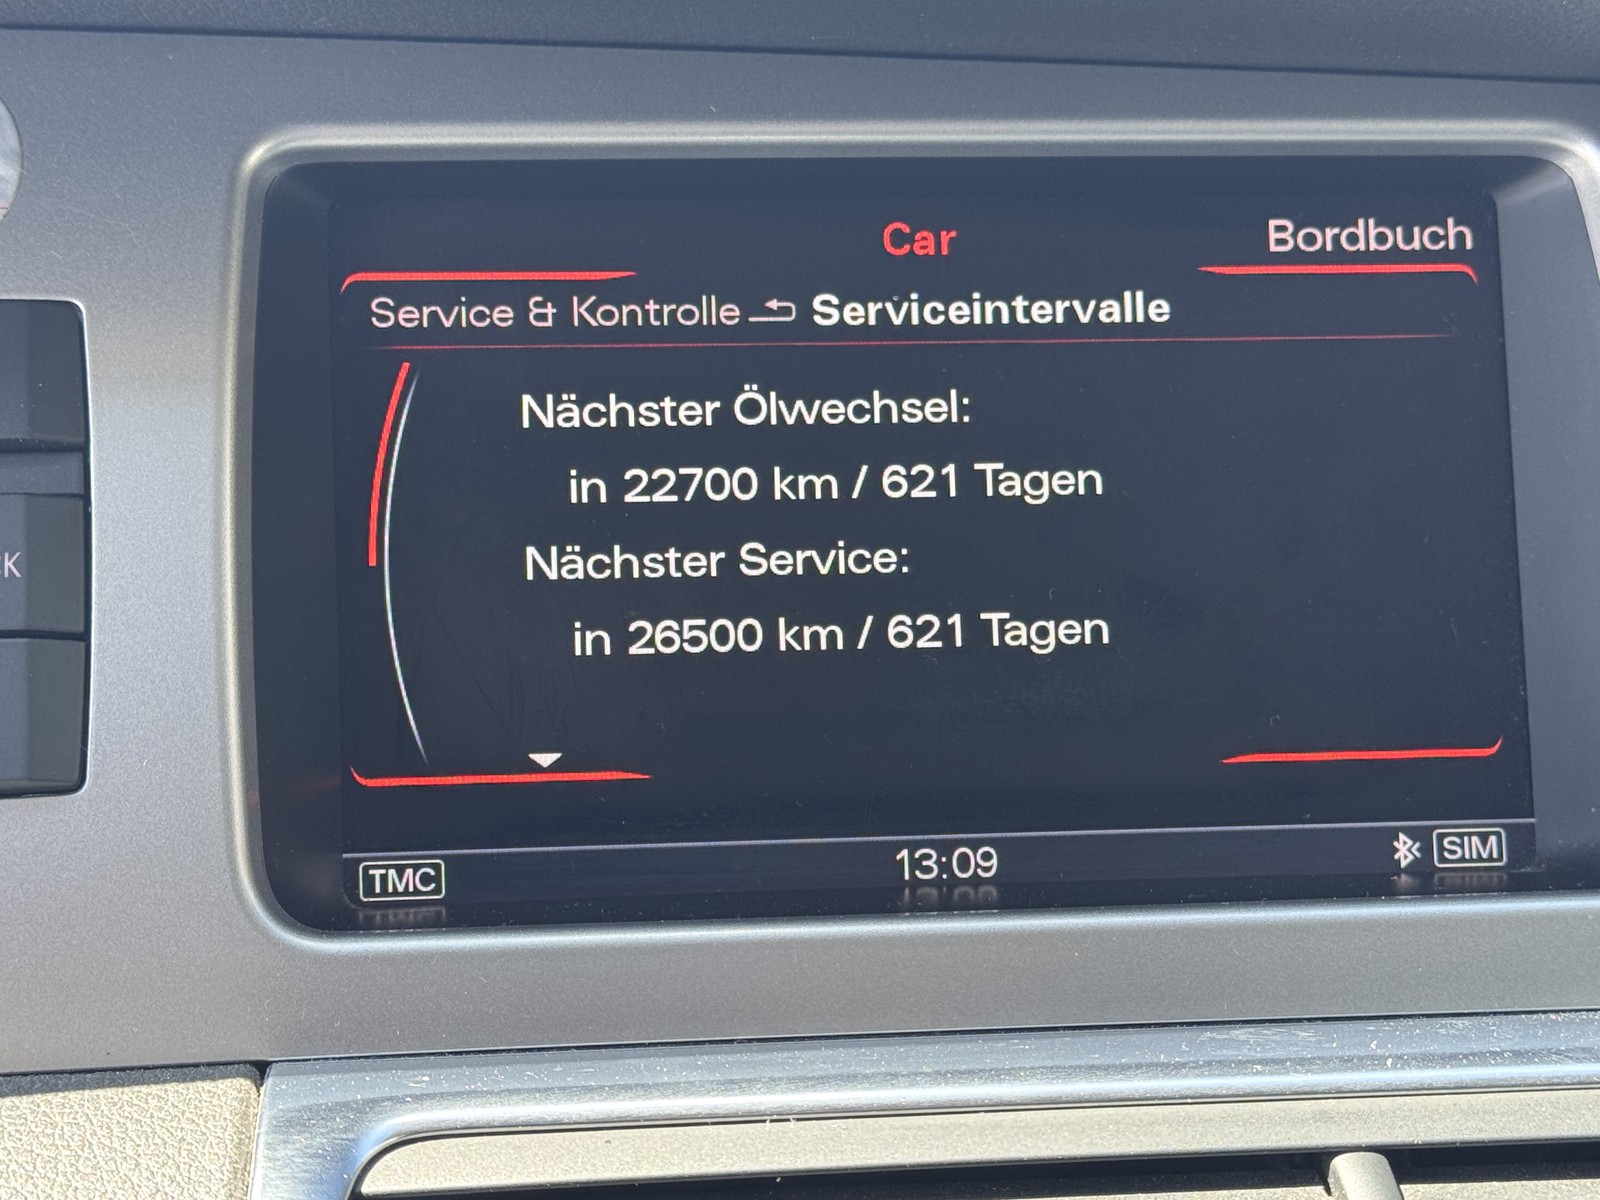 Car
Bordbuch
Service & Kontrolle Serviceintervalle
Nächster Ölwechsel:
in 22700 km / 621 Tagen
Nächster Service:
in 26500 km / 621 Tagen
TMC 13:09 SIM